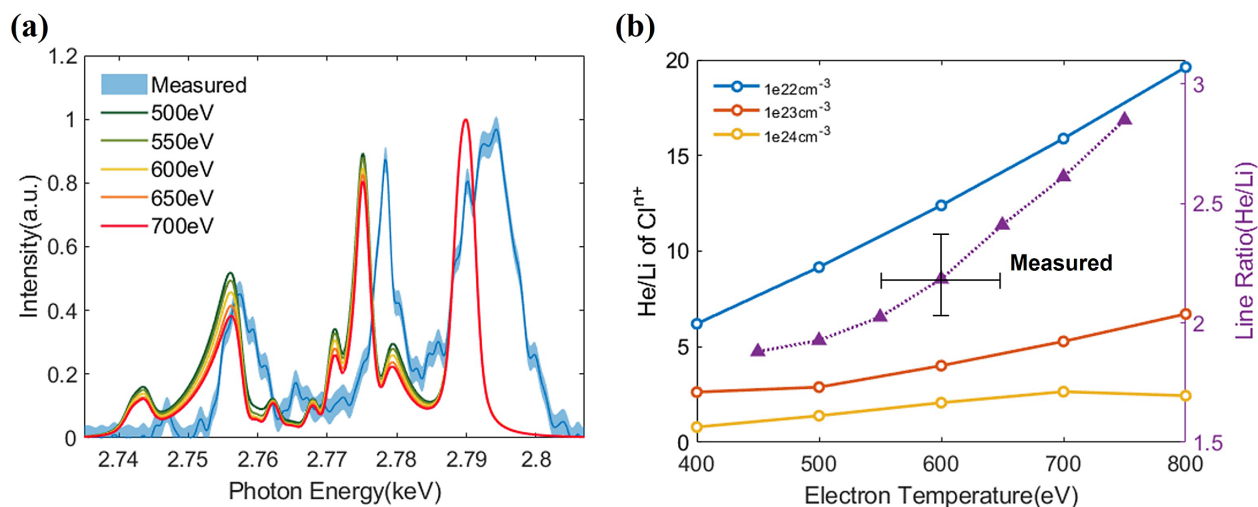 (a)
1.2
1
0.8
0.6
0.4
0.2
0
Intensity(a.u.)
Measured
500eV
550eV
600eV
650eV
700eV
2.74 2.75 2.76 2.77 2.78 2.79 2.8
Photon Energy(keV)
(b)
20
15
10
5
0
He/Li of Clⁿ⁺
1e22cm⁻³
1e23cm⁻³
1e24cm⁻³
Measured
3
2.5
2
1.5
Line Ratio(He/Li)
400 500 600 700 800
Electron Temperature(eV)